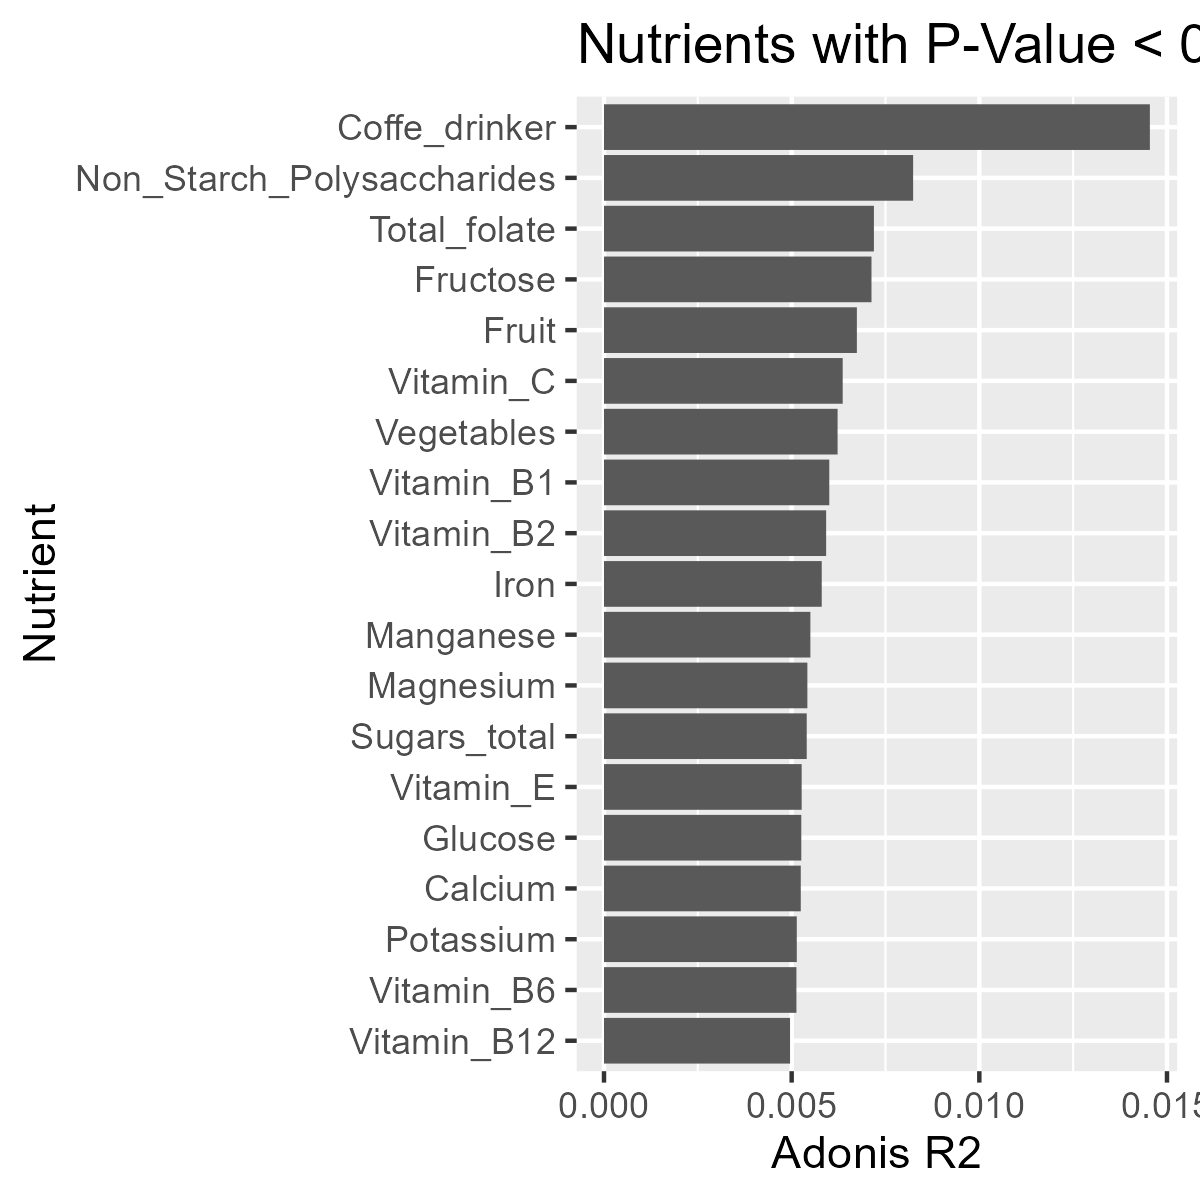 Nutrients with P-Value < 0
Coffe_drinker
Non_Starch_Polysaccharides
Total_folate
Fructose
Fruit
Vitamin_C
Vegetables
Vitamin_B1
Vitamin_B2
Iron
Manganese
Magnesium
Sugars_total
Vitamin_E
Glucose
Calcium
Potassium
Vitamin_B6
Vitamin_B12
Nutrient
0.000 0.005 0.010 0.015
Adonis R2